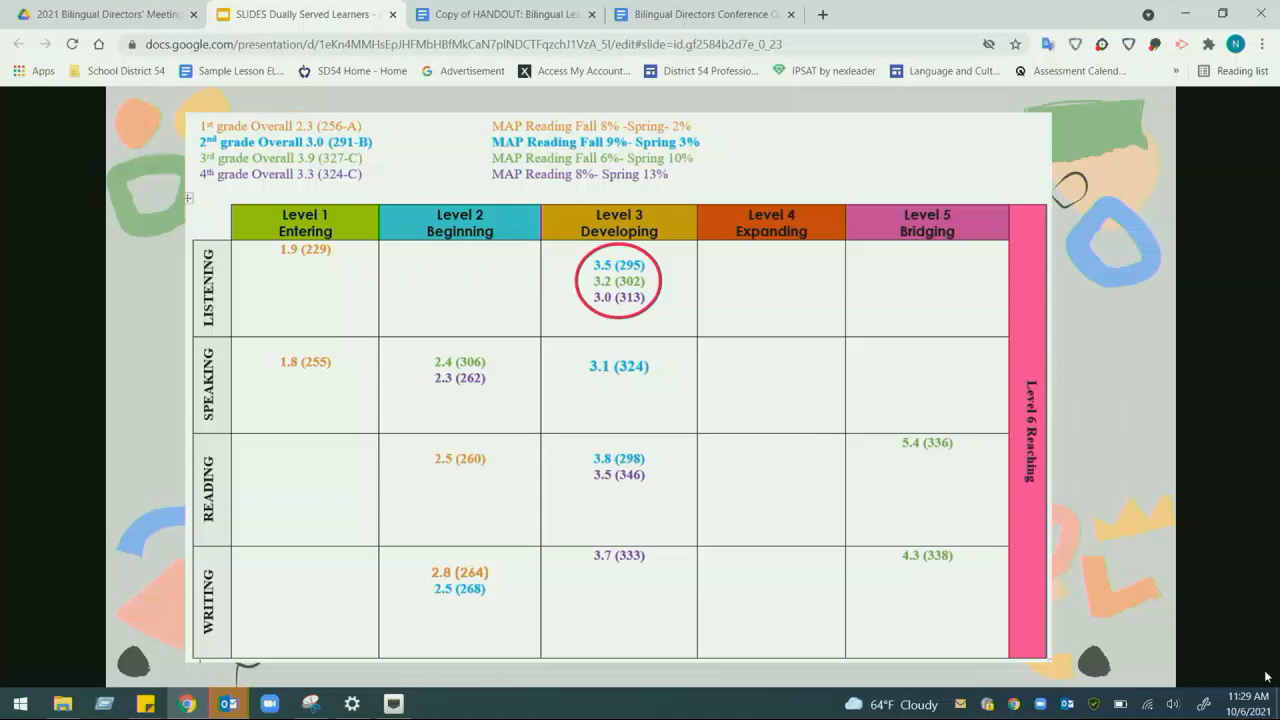 2021 Bilingual Directors' Meeting
SLIDES Dually Served Learners -
Copy of HANDOUT: Bilingual Lea
Bilingual Directors Conference O
docs.google.com/presentation/d/1eKri4MMHsEpJHFMbHBfMkCaN7plNDCTFqzchJ1VzA_5I/edit#slide=id.gf2584b2d7e_0_23
N
Apps
School District 54
Sample Lesson EL...
SD54 Home - Home
Advertisement
Access My Account...
District 54 Professio...
IPSAT by nexleader
Language and Cult...
Assessment Calend...
»
Reading list
1st grade Overall 2.3 (256-A)
MAP Reading Fall 8% -Spring- 2%
2nd grade Overall 3.0 (291-B)
MAP Reading Fall 9%- Spring 3%
3rd grade Overall 3.9 (327-C)
MAP Reading Fall 6%- Spring 10%
4th grade Overall 3.3 (324-C)
MAP Reading 8%- Spring 13%
Level 1
Entering
Level 2
Beginning
Level 3
Developing
Level 4
Expanding
Level 5
Bridging
Level 6 Reaching
LISTENING
1.9 (229)
3.5 (295)
3.2 (302)
3.0 (313)
SPEAKING
1.8 (255)
2.4 (306)
2.3 (262)
3.1 (324)
READING
2.5 (260)
3.8 (298)
3.5 (346)
5.4 (336)
WRITING
2.8 (264)
2.5 (268)
3.7 (333)
4.3 (338)
64°F Cloudy
11:29 AM
10/6/2021